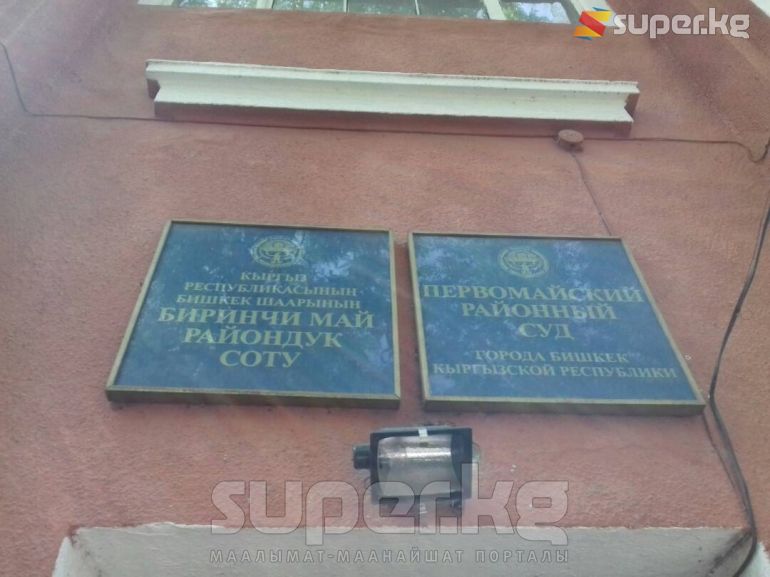 super.kg
КЫРГЫЗ
РЕСПУБЛИКАСЫНЫН
БИШКЕК ШААРЫНЫН
БИРИНЧИ МАЙ
РАЙОНДУК
СОТУ
ПЕРВОМАЙСКИЙ
РАЙОННЫЙ
СУД
ГОРОДА БИШКЕК
КЫРГЫЗСКОЙ РЕСПУБЛИКИ
super.kg
МААЛЫМАТ-МААНАЙШАТ ПОРТАЛЫ